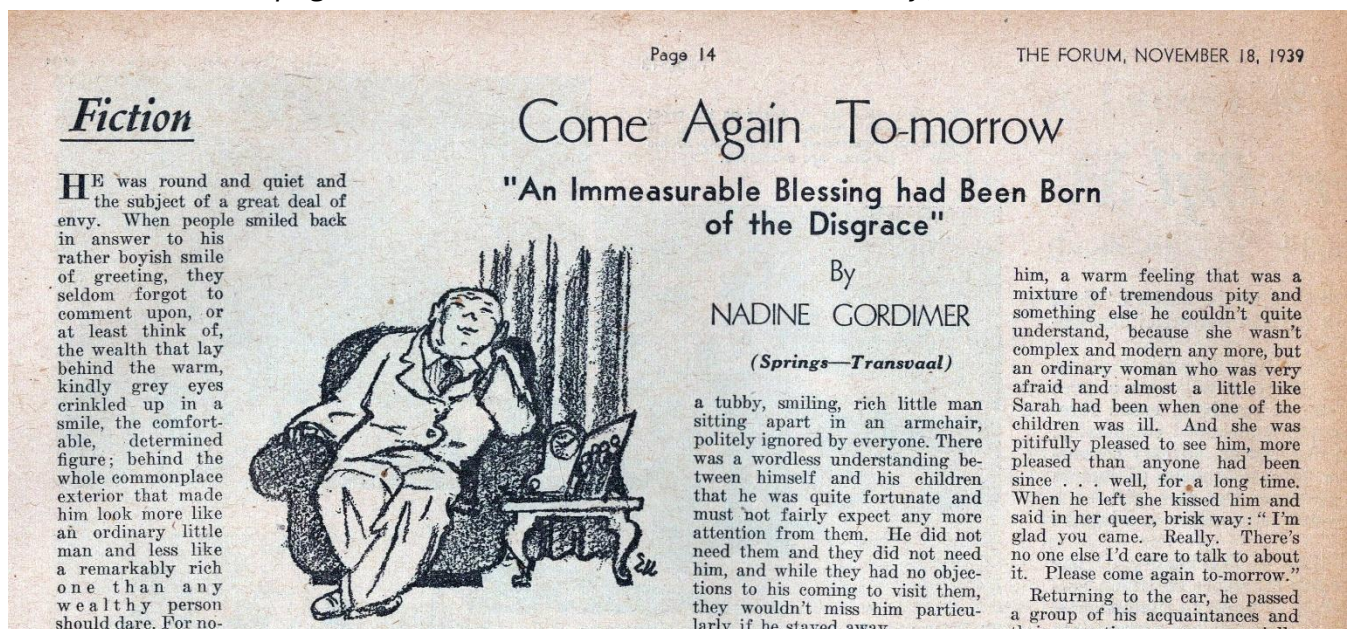 Page 14
THE FORUM, NOVEMBER 18, 1939
Fiction
Come Again To-morrow
"An Immeasurable Blessing had Been Born
of the Disgrace"
By
NADINE GORDIMER
(Springs—Transvaal)
HE was round and quiet and
the subject of a great deal of
envy. When people smiled back
in answer to his
rather boyish smile
of greeting, they
seldom forgot to
comment upon, or
at least think of,
the wealth that lay
behind the warm,
kindly grey eyes
crinkled up in a
smile, the comfort-
able, determined
figure; behind the
whole commonplace
exterior that made
him look more like
an ordinary little
man and less like
a remarkably rich
one than any
wealthy person
should dare. For no-
a tubby, smiling, rich little man
sitting apart in an armchair,
politely ignored by everyone. There
was a wordless understanding be-
tween himself and his children
that he was quite fortunate and
must not fairly expect any more
attention from them. He did not
need them and they did not need
him, and while they had no objec-
tions to his coming to visit them,
they wouldn't miss him particu-
larly if he stayed away.
him, a warm feeling that was a
mixture of tremendous pity and
something else he couldn't quite
understand, because she wasn't
complex and modern any more, but
an ordinary woman who was very
afraid and almost a little like
Sarah had been when one of the
children was ill. And she was
pitifully pleased to see him, more
pleased than anyone had been
since . . . well, for a long time.
When he left she kissed him and
said in her queer, brisk way: "I'm
glad you came. Really. There's
no one else I'd care to talk to about
it. Please come again to-morrow."
Returning to the car, he passed
a group of his acquaintances and